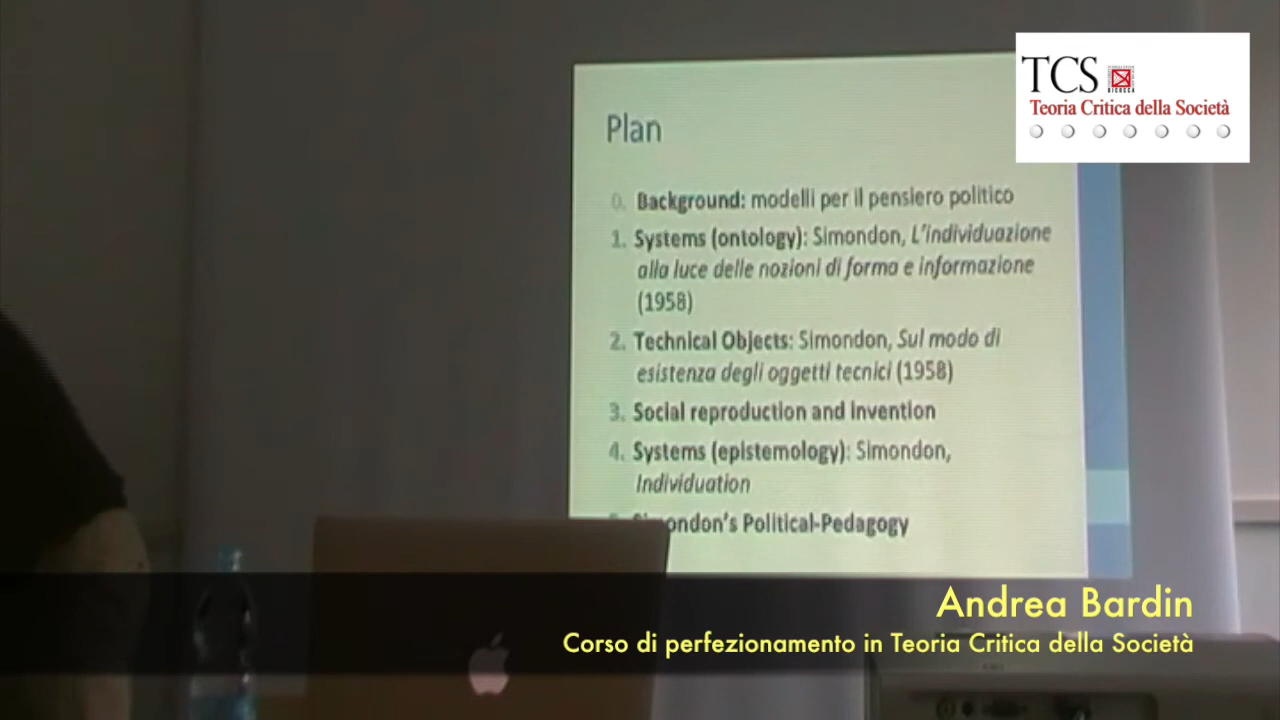 TCS
BICOCCA
Teoria Critica della Società
Plan
0. Background: modelli per il pensiero politico
1. Systems (ontology): Simondon, L'individuazione
alla luce delle nozioni di forma e informazione
(1958)
2. Technical Objects: Simondon, Sul modo di
esistenza degli oggetti tecnici (1958)
3. Social reproduction and invention
4. Systems (epistemology): Simondon,
Individuation
Simondon's Political-Pedagogy
Andrea Bardin
Corso di perfezionamento in Teoria Critica della Società